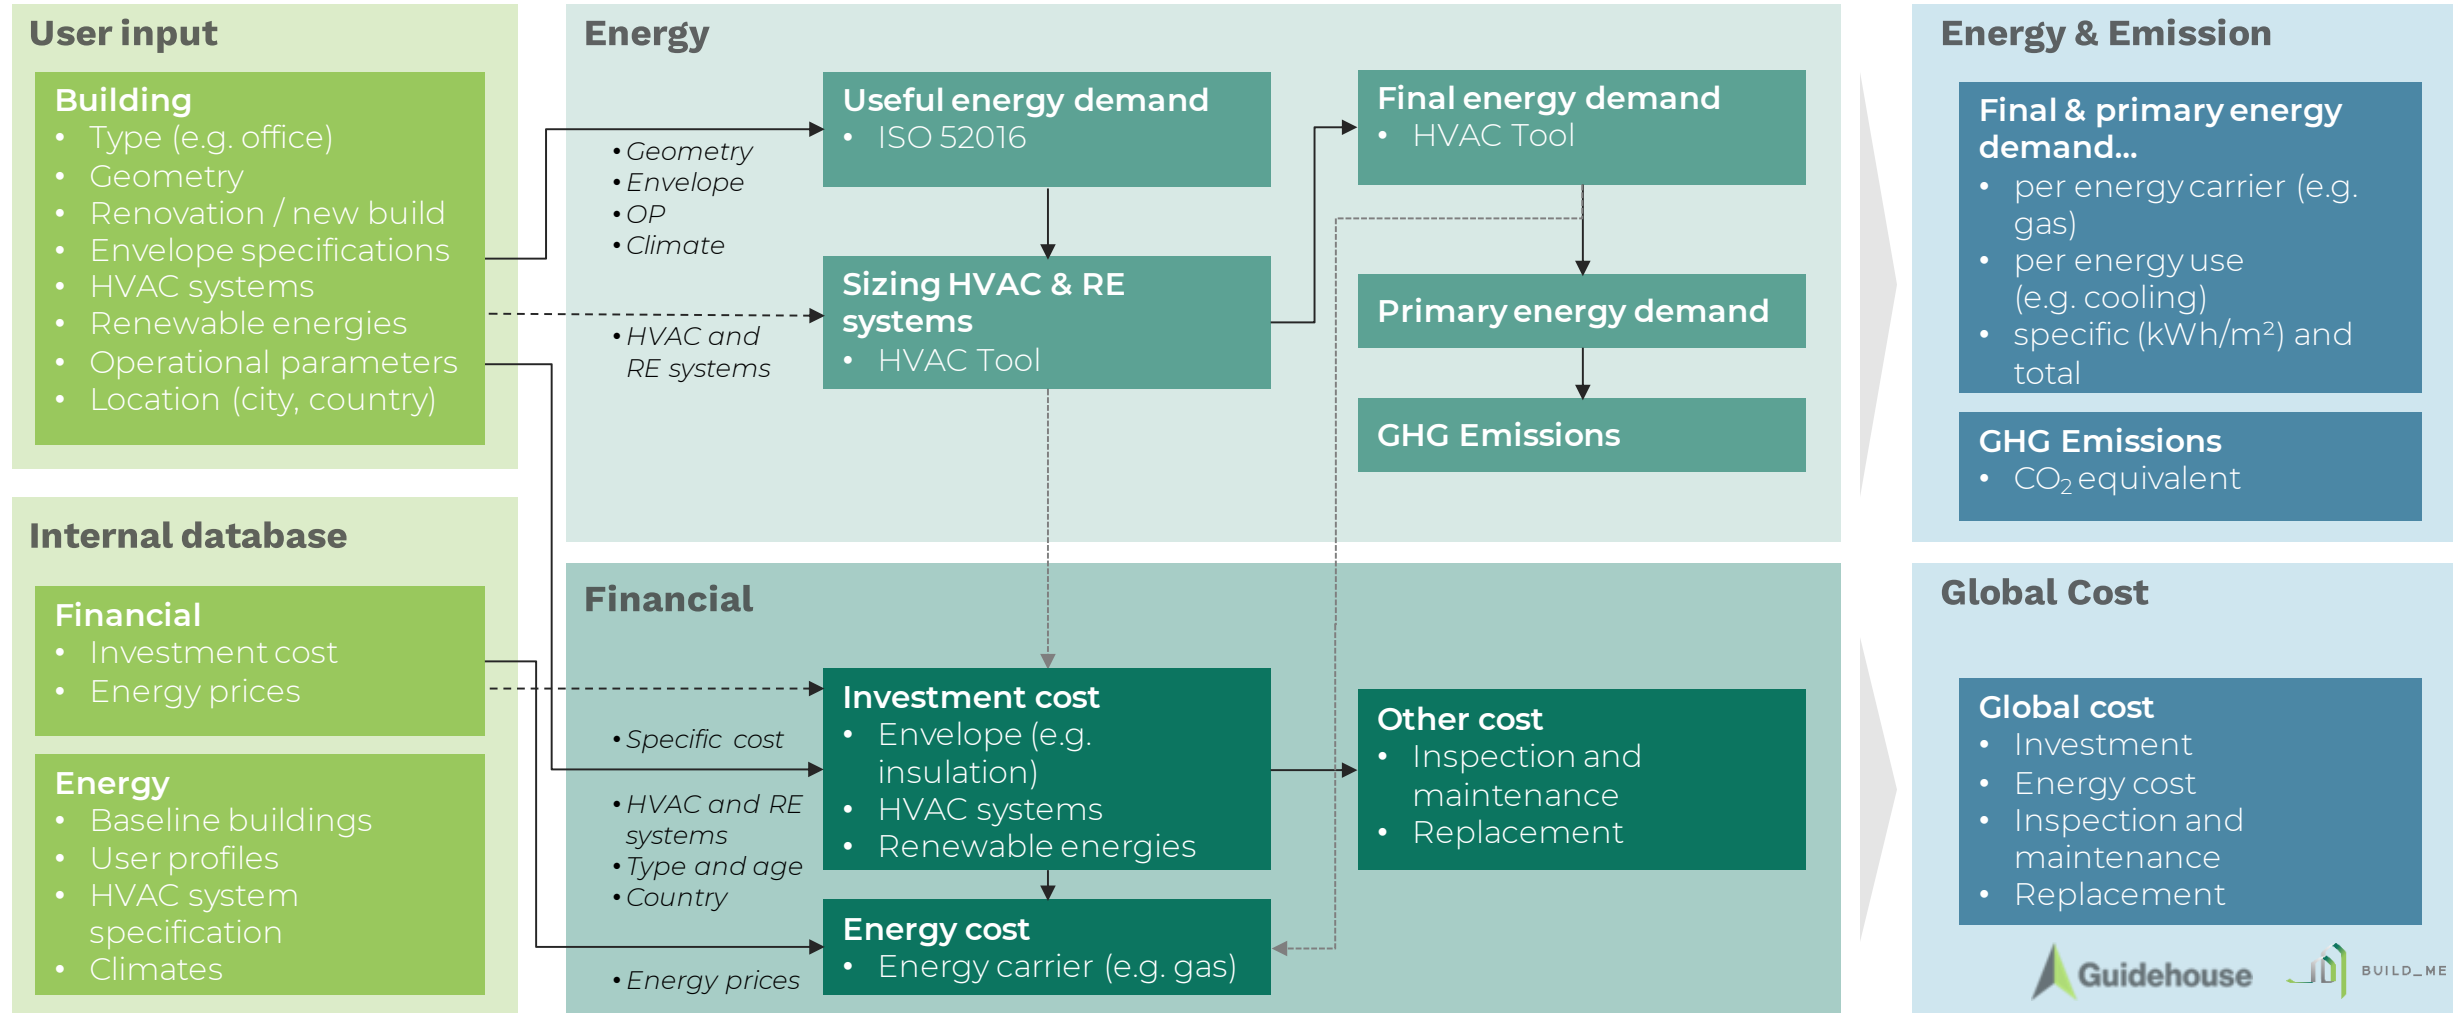 User input
Building
• Type (e.g. office)
• Geometry
• Renovation / new build
• Envelope specifications
• HVAC systems
• Renewable energies
• Operational parameters
• Location (city, country)
Internal database
Financial
• Investment cost
• Energy prices
Energy
• Baseline buildings
• User profiles
• HVAC system
specification
• Climates
Energy
• Geometry
• Envelope
• OP
• Climate
• HVAC and
RE systems
Useful energy demand
• ISO 52016
Sizing HVAC & RE
systems
• HVAC Tool
Final energy demand
• HVAC Tool
Primary energy demand
GHG Emissions
Financial
• Specific cost
• HVAC and RE
systems
• Type and age
• Country
• Energy prices
Investment cost
• Envelope (e.g.
insulation)
• HVAC systems
• Renewable energies
Energy cost
• Energy carrier (e.g. gas)
Other cost
• Inspection and
maintenance
• Replacement
Energy & Emission
Final & primary energy
demand...
• per energy carrier (e.g.
gas)
• per energy use
(e.g. cooling)
• specific (kWh/m²) and
total
GHG Emissions
• CO₂ equivalent
Global Cost
Global cost
• Investment
• Energy cost
• Inspection and
maintenance
• Replacement
Guidehouse
BUILD_ME